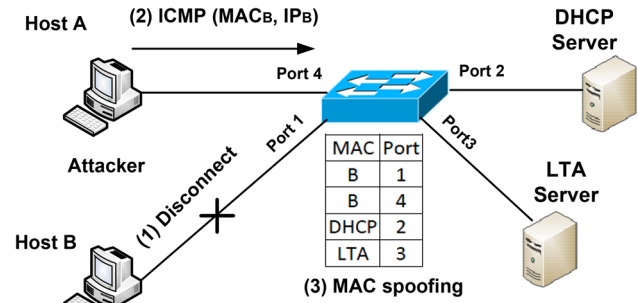 Host A
(2) ICMP (MACB, IPB)
DHCP
Server
Port 4
Port 2
Port 1
Port3
Attacker
(1) Disconnect
MAC Port
B 1
B 4
DHCP 2
LTA 3
LTA
Server
Host B
(3) MAC spoofing